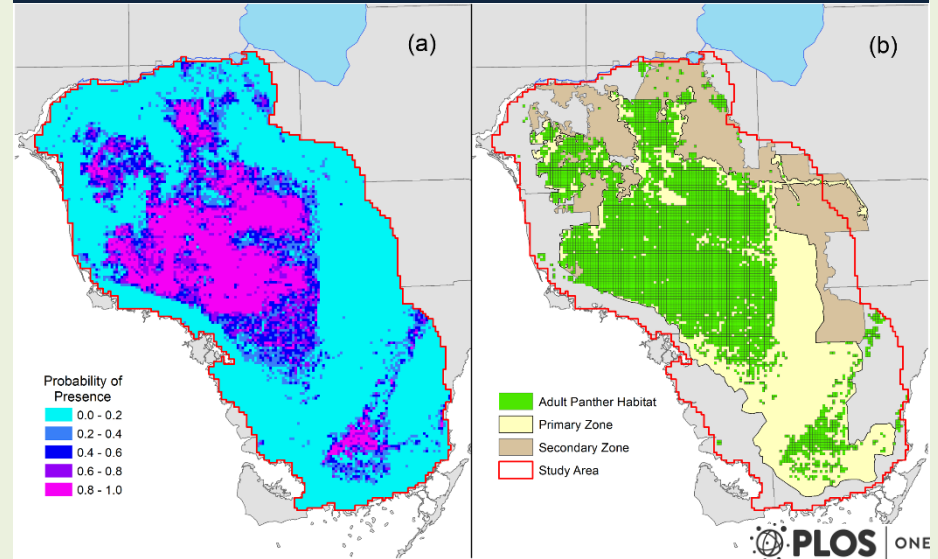 (a)
Probability of
Presence
0.0 - 0.2
0.2 - 0.4
0.4 - 0.6
0.6 - 0.8
0.8 - 1.0
(b)
Adult Panther Habitat
Primary Zone
Secondary Zone
Study Area
PLOS | ONE